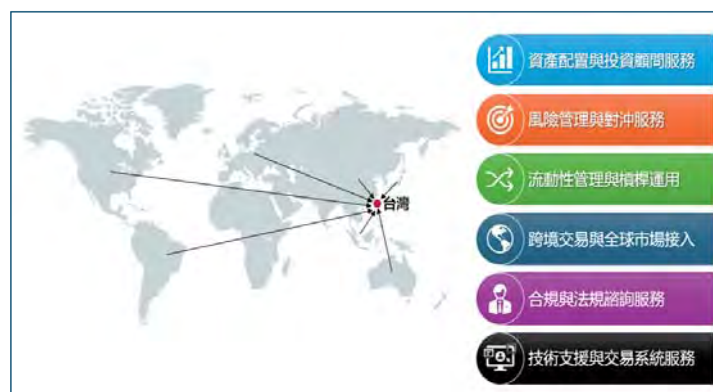 台灣
資產配置與投資顧問服務
風險管理與對沖服務
流動性管理與槓桿運用
跨境交易與全球市場接入
合規與法規諮詢服務
技術支援與交易系統服務